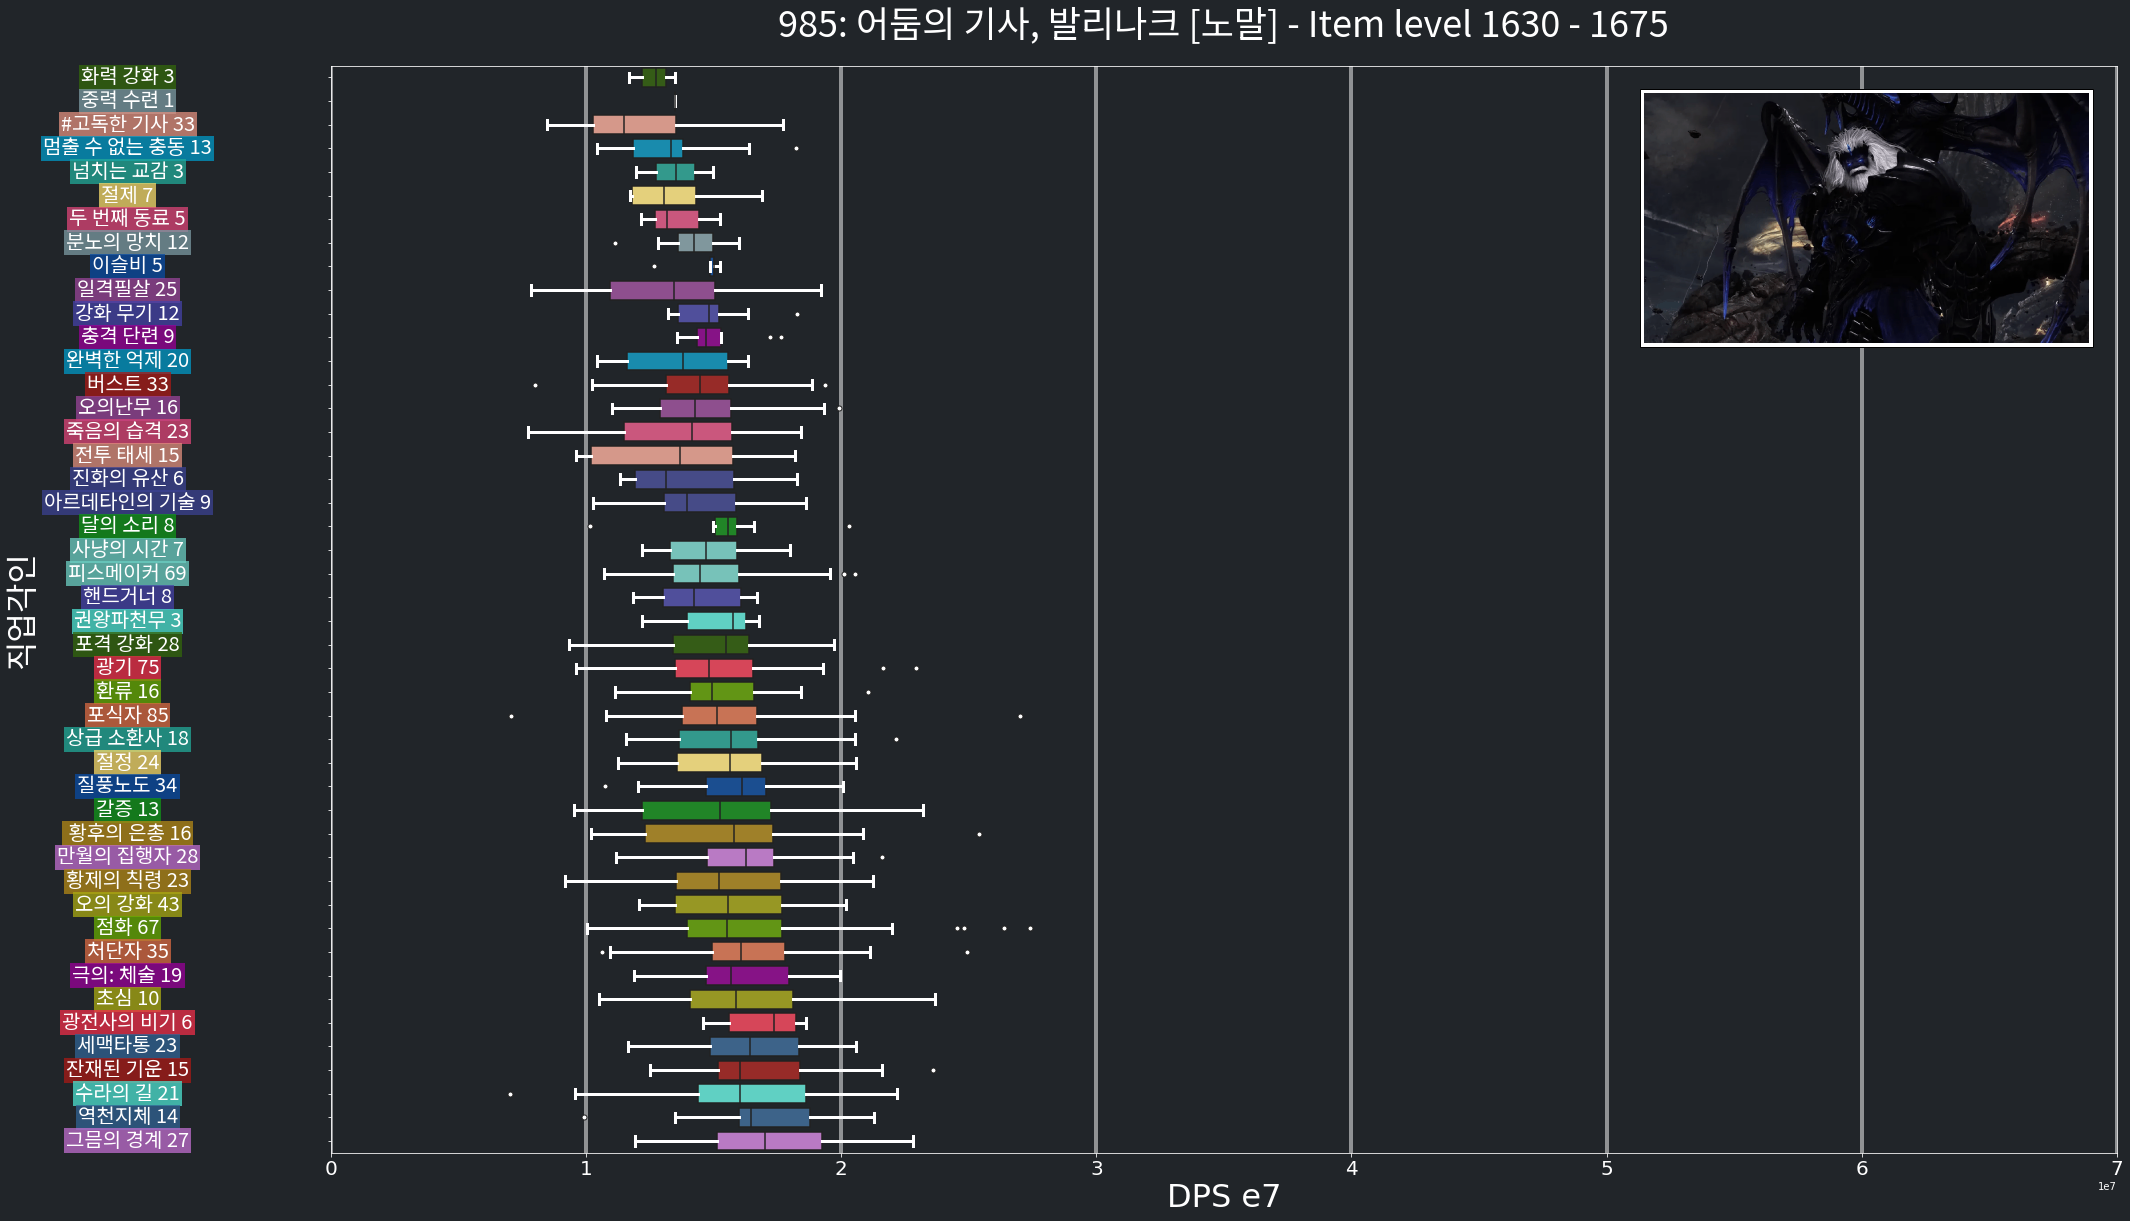 985: 어둠의 기사, 발리나크 [노말] - Item level 1630 - 1675
직업각인
화력 강화 3
중력 수련 1
#고독한 기사 33
멈출 수 없는 충동 13
넘치는 교감 3
절제 7
두 번째 동료 5
분노의 망치 12
이슬비 5
일격필살 25
강화 무기 12
충격 단련 9
완벽한 억제 20
버스트 33
오의난무 16
죽음의 습격 23
전투 태세 15
진화의 유산 6
아르데타인의 기술 9
달의 소리 8
사냥의 시간 7
피스메이커 69
핸드거너 8
권왕파천무 3
포격 강화 28
광기 75
환류 16
포식자 85
상급 소환사 18
절정 24
질풍노도 34
갈증 13
황후의 은총 16
만월의 집행자 28
황제의 칙령 23
오의 강화 43
점화 67
처단자 35
극의: 체술 19
초심 10
광전사의 비기 6
세맥타통 23
잔재된 기운 15
수라의 길 21
역천지체 14
그믐의 경계 27
0 1 2 3 4 5 6 7
1e7
DPS e7